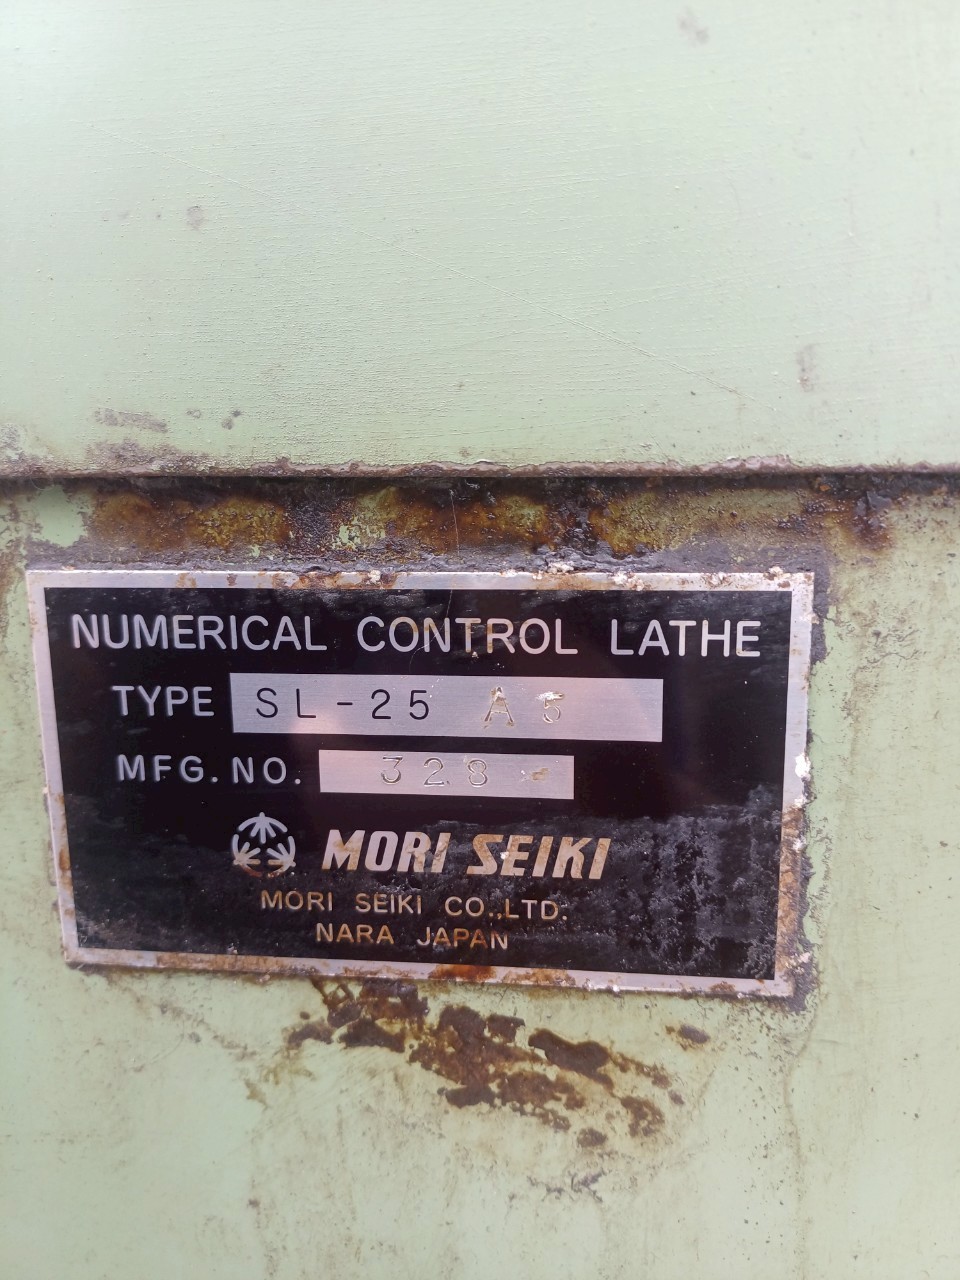 NUMERICAL CONTROL LATHE
TYPE SL-25 A5
MFG. NO. 328
MORI SEIKI
MORI SEIKI CO.,LTD.
NARA JAPAN